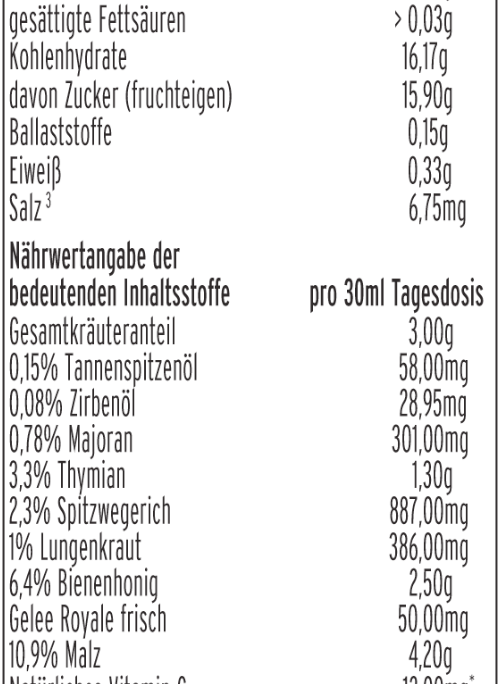 gesättigte Fettsäuren > 0,03g
Kohlenhydrate 16,17g
davon Zucker (fruchteigen) 15,90g
Ballaststoffe 0,15g
Eiweiß 0,33g
Salz ³ 6,75mg
Nährwertangabe der
bedeutenden Inhaltsstoffe pro 30ml Tagesdosis
Gesamtkräuteranteil 3,00g
0,15% Tannenspitzenöl 58,00mg
0,08% Zirbenöl 28,95mg
0,78% Majoran 301,00mg
3,3% Thymian 1,30g
2,3% Spitzwegerich 887,00mg
1% Lungenkraut 386,00mg
6,4% Bienenhonig 2,50g
Gelee Royale frisch 50,00mg
10,9% Malz 4,20g
Natürliches Vitamin